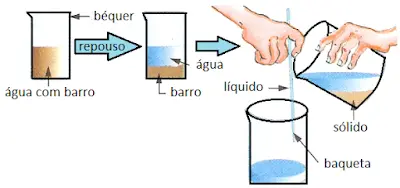 béquer
repouso
água com barro
água
barro
líquido
sólido
baqueta